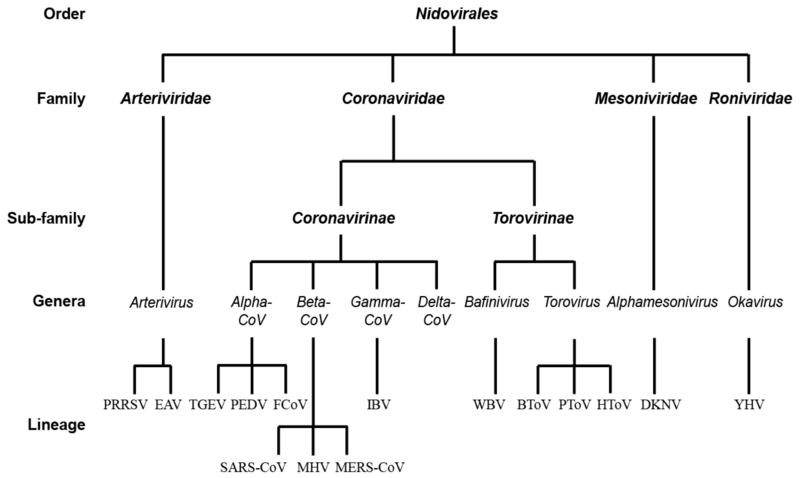 Order Nidovirales
Family Arteriviridae Coronaviridae Mesoniviridae Roniviridae
Sub-family Coronavirinae Torovirinae
Genera Arterivirus Alpha- Beta- Gamma- Delta- Bafinivirus Torovirus Alphamesonivirus Okavirus
CoV CoV CoV CoV
PRRSV EAV TGEV PEDV FCoV IBV WBV BToV PToV HToV DKNV YHV
Lineage
SARS-CoV MHV MERS-CoV